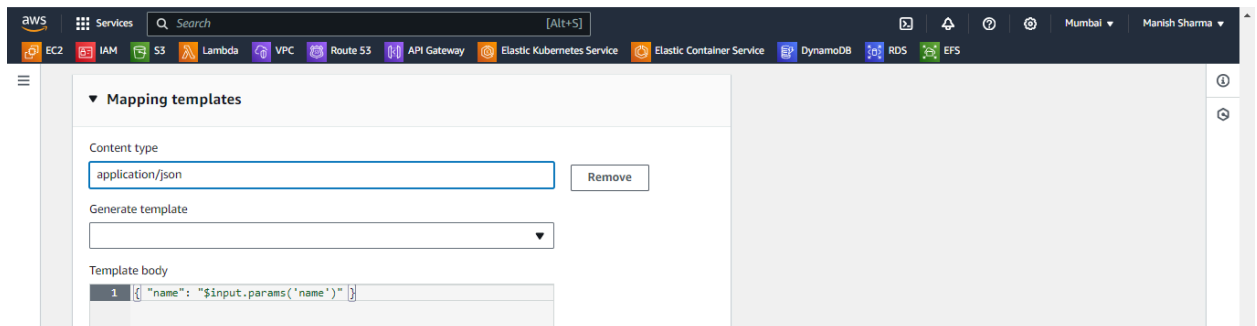 aws Services Search [Alt+S] Mumbai ▼ Manish Sharma ▼
EC2 IAM S3 Lambda VPC Route 53 API Gateway Elastic Kubernetes Service Elastic Container Service DynamoDB RDS EFS
▼ Mapping templates
Content type
application/json
Remove
Generate template
Template body
1 { "name": "$input.params('name')" }